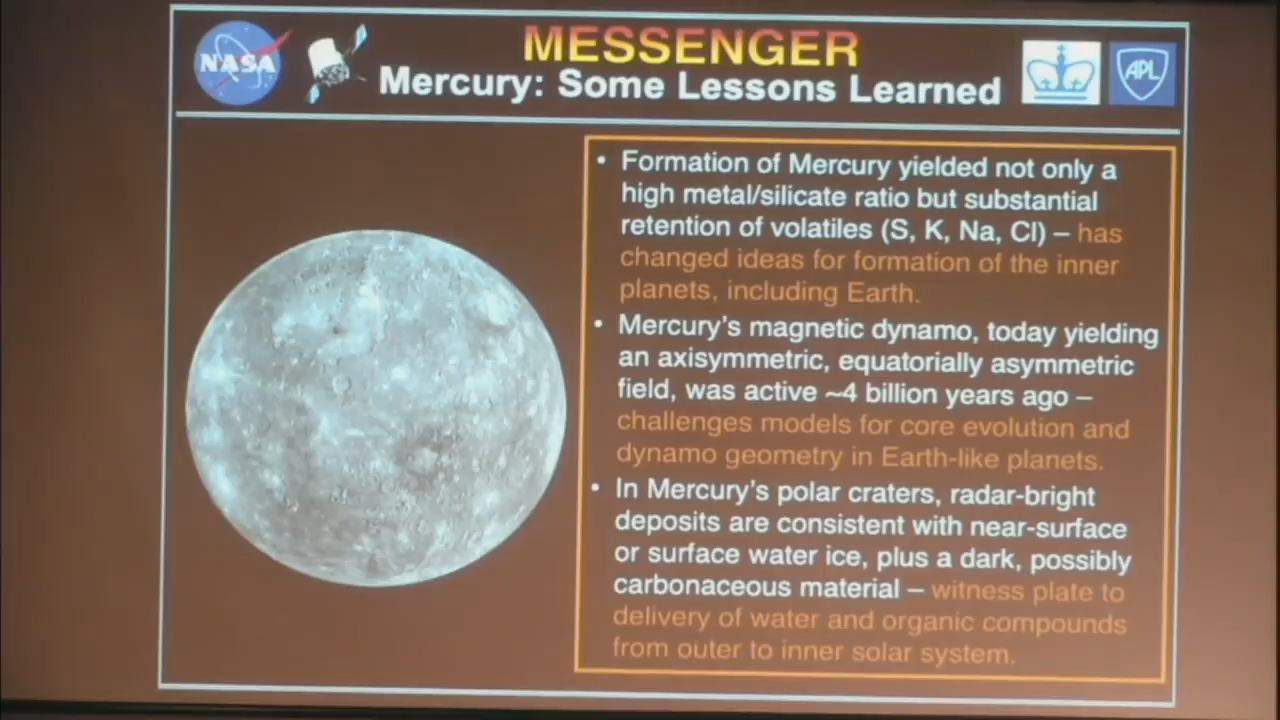 NASA
MESSENGER
Mercury: Some Lessons Learned
APL
• Formation of Mercury yielded not only a
high metal/silicate ratio but substantial
retention of volatiles (S, K, Na, Cl) – has
changed ideas for formation of the inner
planets, including Earth.
• Mercury's magnetic dynamo, today yielding
an axisymmetric, equatorially asymmetric
field, was active ~4 billion years ago –
challenges models for core evolution and
dynamo geometry in Earth-like planets.
• In Mercury's polar craters, radar-bright
deposits are consistent with near-surface
or surface water ice, plus a dark, possibly
carbonaceous material – witness plate to
delivery of water and organic compounds
from outer to inner solar system.